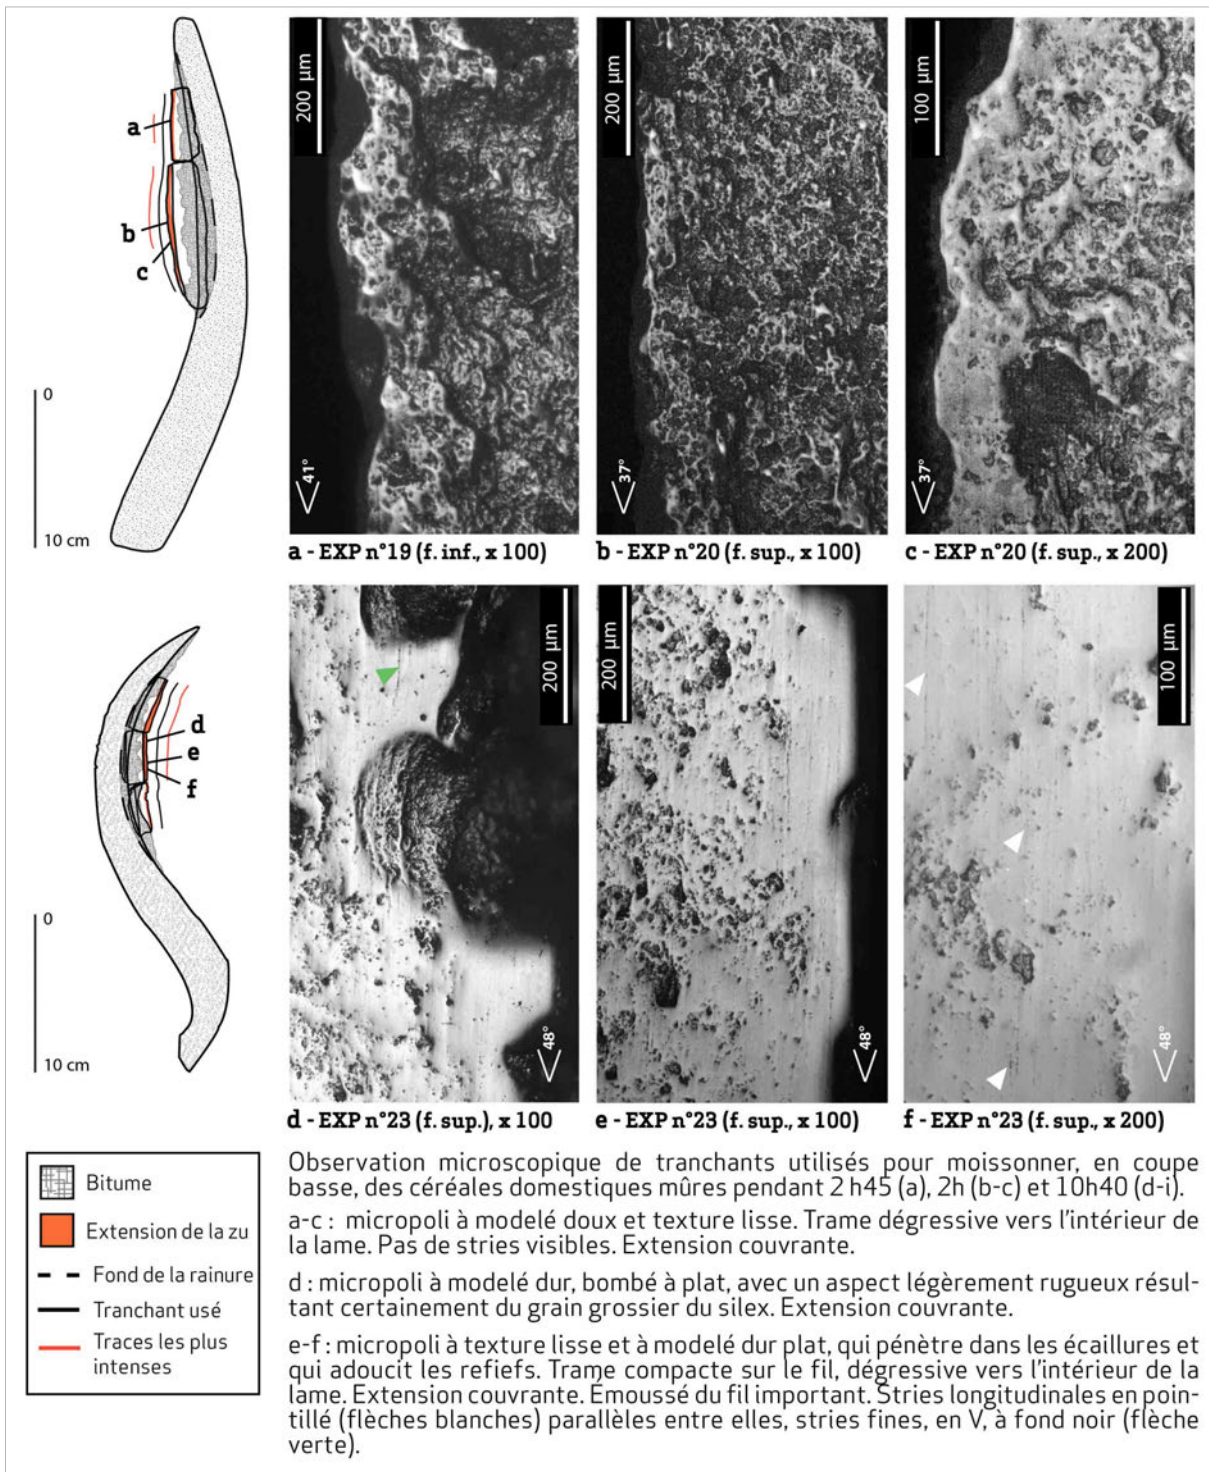 a
b
c
0
10 cm
200 µm
41°
a - EXP n°19 (f. inf., x 100)
200 µm
37°
b - EXP n°20 (f. sup., x 100)
100 µm
37°
c - EXP n°20 (f. sup., x 200)
d
e
f
0
10 cm
200 µm
48°
d - EXP n°23 (f. sup.), x 100
200 µm
48°
e - EXP n°23 (f. sup., x 100)
100 µm
48°
f - EXP n°23 (f. sup., x 200)
Bitume
Extension de la zu
Fond de la rainure
Tranchant usé
Traces les plus
intenses
Observation microscopique de tranchants utilisés pour moissonner, en coupe
basse, des céréales domestiques mûres pendant 2 h45 (a), 2h (b-c) et 10h40 (d-i).
a-c : micropoli à modelé doux et texture lisse. Trame dégressive vers l'intérieur de
la lame. Pas de stries visibles. Extension couvrante.
d : micropoli à modelé dur, bombé à plat, avec un aspect légèrement rugueux résul-
tant certainement du grain grossier du silex. Extension couvrante.
e-f : micropoli à texture lisse et à modelé dur plat, qui pénètre dans les écaillures et
qui adoucit les refiefs. Trame compacte sur le fil, dégressive vers l'intérieur de la
lame. Extension couvrante. Émoussé du fil important. Stries longitudinales en poin-
tillé (flèches blanches) parallèles entre elles, stries fines, en V, à fond noir (flèche
verte).